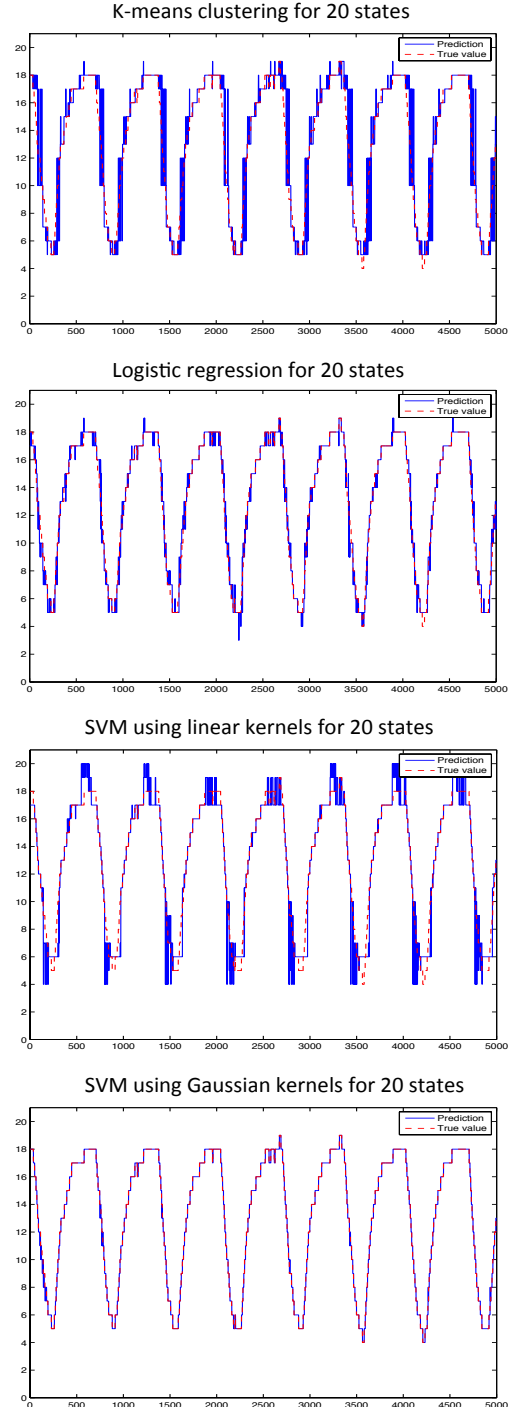 K-means clustering for 20 states
Prediction
True value
20
18
16
14
12
10
8
6
4
2
0
0 500 1000 1500 2000 2500 3000 3500 4000 4500 5000
Logistic regression for 20 states
Prediction
True value
20
18
16
14
12
10
8
6
4
2
0
0 500 1000 1500 2000 2500 3000 3500 4000 4500 5000
SVM using linear kernels for 20 states
Prediction
True value
20
18
16
14
12
10
8
6
4
2
0
0 500 1000 1500 2000 2500 3000 3500 4000 4500 5000
SVM using Gaussian kernels for 20 states
Prediction
True value
20
18
16
14
12
10
8
6
4
2
0
0 500 1000 1500 2000 2500 3000 3500 4000 4500 5000